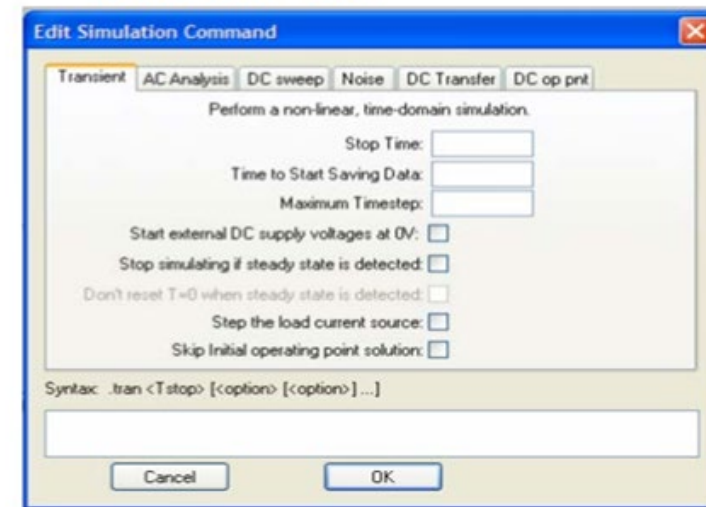 Edit Simulation Command
Transient AC Analysis DC sweep Noise DC Transfer DC op pnt
Perform a non-linear, time-domain simulation.
Stop Time:
Time to Start Saving Data:
Maximum Timestep:
Start external DC supply voltages at 0V:
Stop simulating if steady state is detected:
Don't reset T=0 when steady state is detected:
Step the load current source:
Skip Initial operating point solution:
Syntax: .tran <Tstop> [<option> [<option>] ...]
Cancel OK